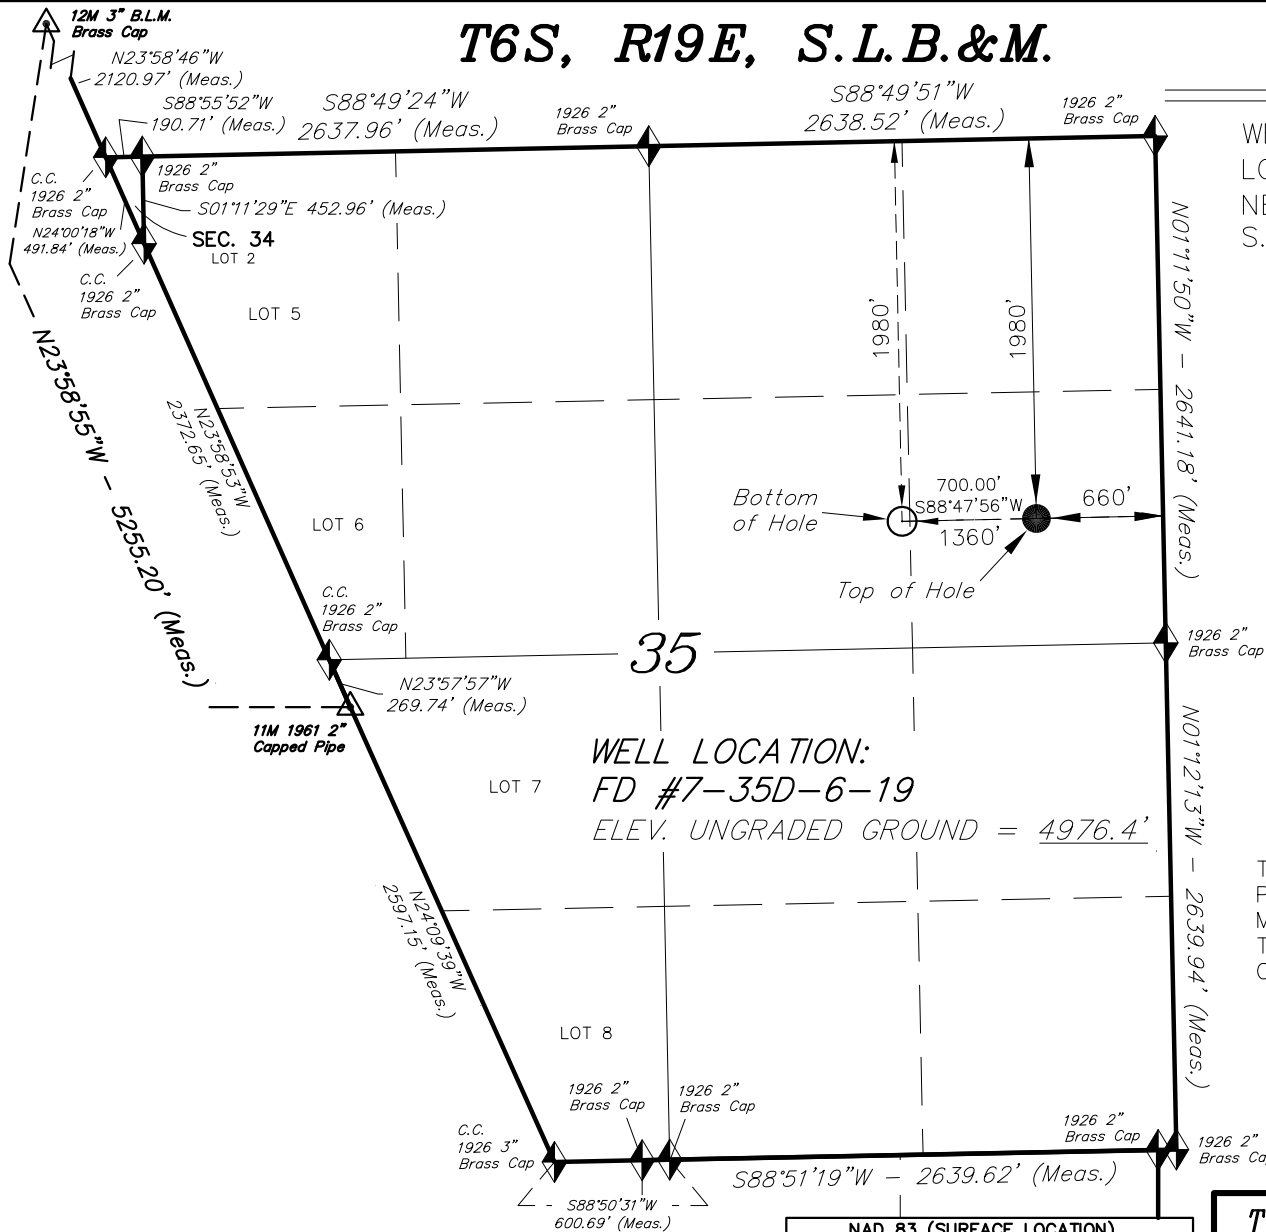 T6S, R19E, S.L.B.&M.
12M 3" B.L.M.
Brass Cap
N23°58'46"W
2120.97' (Meas.)
S88°55'52"W
190.71' (Meas.)
S88°49'24"W
2637.96' (Meas.)
1926 2"
Brass Cap
S88°49'51"W
2638.52' (Meas.)
1926 2"
Brass Cap
C.C.
1926 2"
Brass Cap
1926 2"
Brass Cap
S01°11'29"E 452.96' (Meas.)
N24°00'18"W
491.84' (Meas.)
SEC. 34
LOT 2
C.C.
1926 2"
Brass Cap
LOT 5
N01°11'50"W - 2641.18' (Meas.)
1980'
1980'
N23°58'55"W - 5255.20' (Meas.)
N23°58'53"W
2372.65' (Meas.)
LOT 6
Bottom
of Hole
700.00'
S88°47'56"W
1360'
660'
Top of Hole
C.C.
1926 2"
Brass Cap
35
1926 2"
Brass Cap
N23°57'57"W
269.74' (Meas.)
11M 1961 2"
Capped Pipe
WELL LOCATION:
FD #7-35D-6-19
ELEV. UNGRADED GROUND = 4976.4'
LOT 7
N01°12'13"W - 2639.94' (Meas.)
N24°09'39"W
2597.15' (Meas.)
LOT 8
1926 2"
Brass Cap
1926 2"
Brass Cap
C.C.
1926 3"
Brass Cap
1926 2"
Brass Cap
1926 2"
Brass Cap
S88°51'19"W - 2639.62' (Meas.)
S88°50'31"W
600.69' (Meas.)
NAD 83 (SURFACE LOCATION)
LO
S.